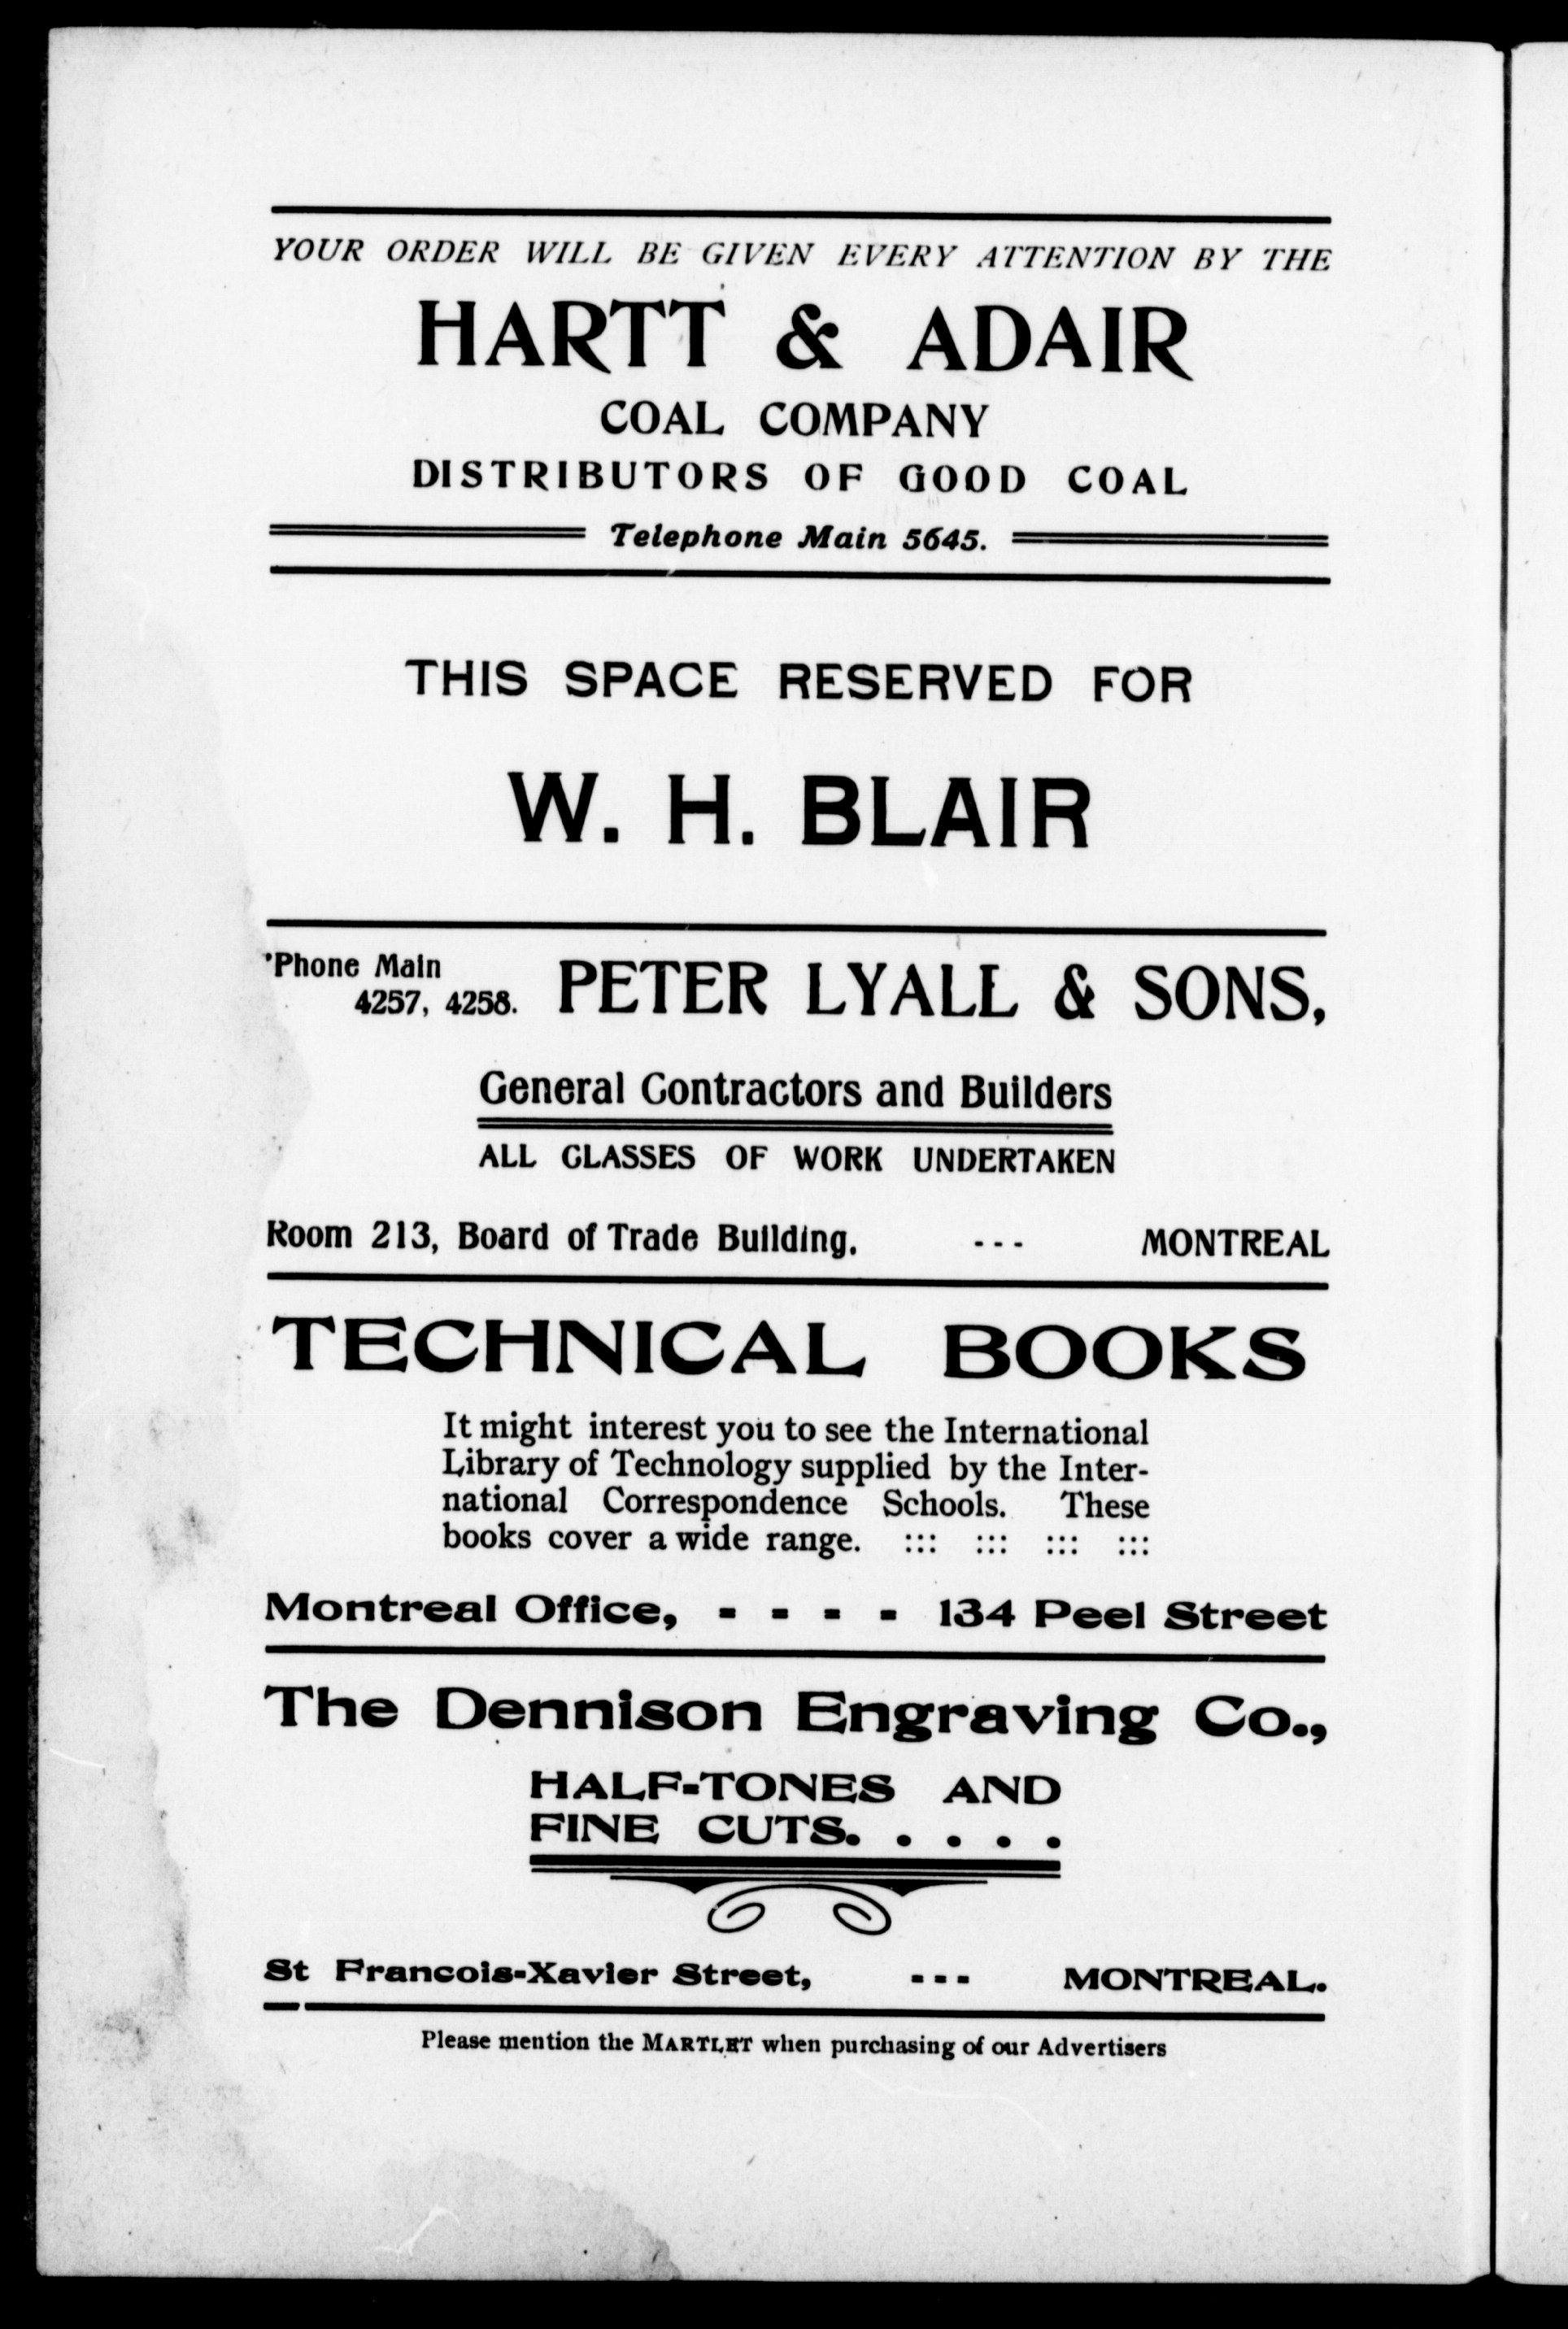 YOUR ORDER WILL BE GIVEN EVERY ATTENTION BY THE
HARTT & ADAIR
COAL COMPANY
DISTRIBUTORS OF GOOD COAL
Telephone Main 5645.
THIS SPACE RESERVED FOR
W. H. BLAIR
'Phone Main
4257, 4258.
PETER LYALL & SONS,
General Contractors and Builders
ALL CLASSES OF WORK UNDERTAKEN
Room 213, Board of Trade Building. - - - MONTREAL
TECHNICAL BOOKS
It might interest you to see the International
Library of Technology supplied by the Inter-
national Correspondence Schools. These
books cover a wide range. ::: ::: ::: :::
Montreal Office, - - - - 134 Peel Street
The Dennison Engraving Co.,
HALF-TONES AND
FINE CUTS. . . . .
St Francois-Xavier Street, - - - MONTREAL.
Please mention the MARTLET when purchasing of our Advertisers